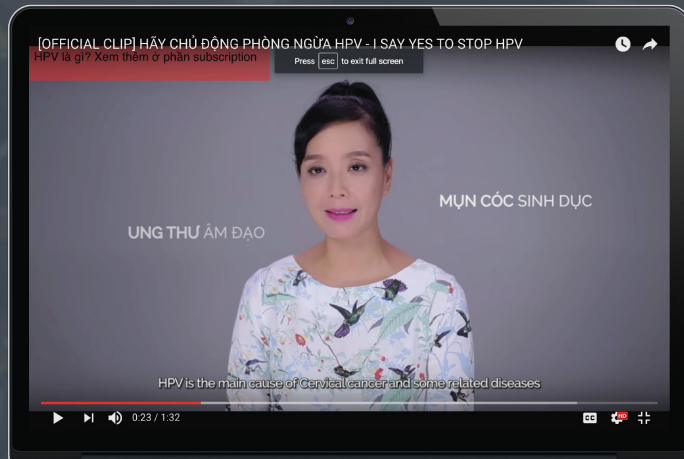 [OFFICIAL CLIP] HÃY CHỦ ĐỘNG PHÒNG NGỪA HPV - I SAY YES TO STOP HPV
HPV là gì? Xem thêm ở phần subscription
Press esc to exit full screen
MỤN CÓC SINH DỤC
UNG THƯ ÂM ĐẠO
HPV is the main cause of Cervical cancer and some related diseases
0:23 / 1:32
CC
HD